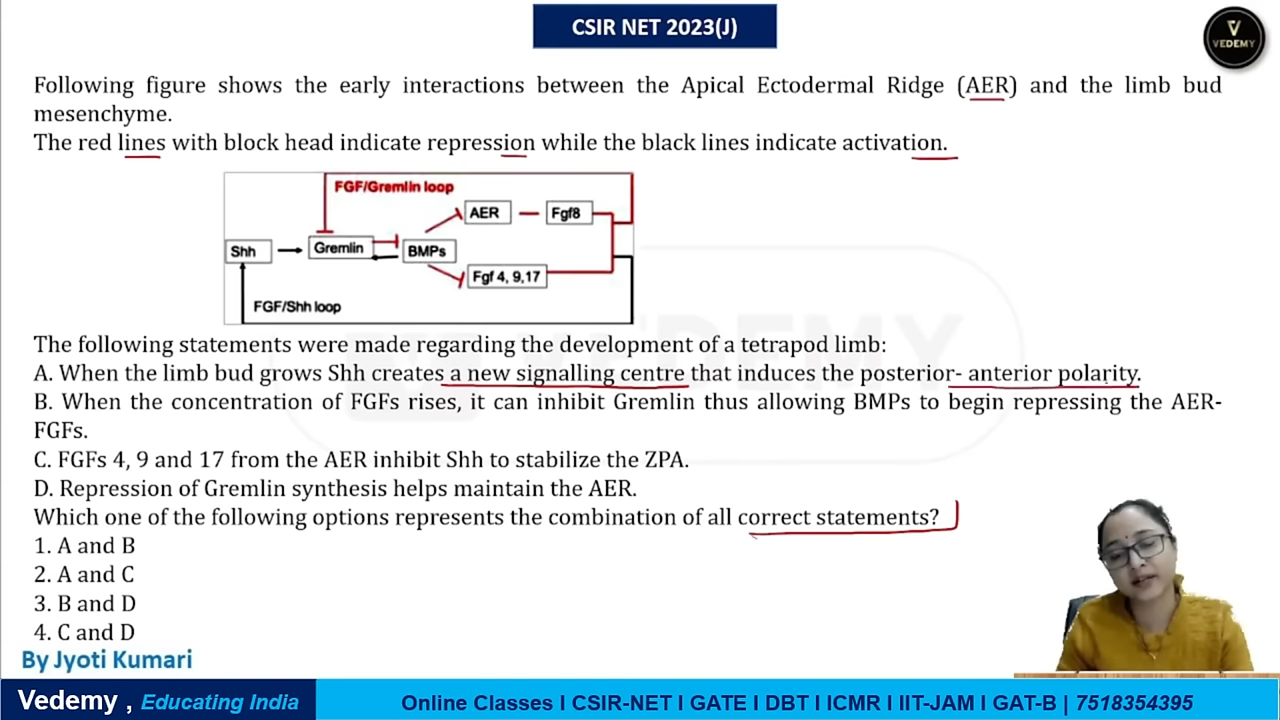 CSIR NET 2023(J)
V
VEDEMY
Following figure shows the early interactions between the Apical Ectodermal Ridge (AER) and the limb bud
mesenchyme.
The red lines with block head indicate repression while the black lines indicate activation.
FGF/Gremlin loop
AER
Fgf8
Shh
Gremlin
BMPs
Fgf 4, 9,17
FGF/Shh loop
VEDEMY
The following statements were made regarding the development of a tetrapod limb:
A. When the limb bud grows Shh creates a new signalling centre that induces the posterior- anterior polarity.
B. When the concentration of FGFs rises, it can inhibit Gremlin thus allowing BMPs to begin repressing the AER-
FGFs.
C. FGFs 4, 9 and 17 from the AER inhibit Shh to stabilize the ZPA.
D. Repression of Gremlin synthesis helps maintain the AER.
Which one of the following options represents the combination of all correct statements?
1. A and B
2. A and C
3. B and D
4. C and D
By Jyoti Kumari
Vedemy , Educating India
Online Classes I CSIR-NET I GATE I DBT I ICMR I IIT-JAM I GAT-B | 7518354395